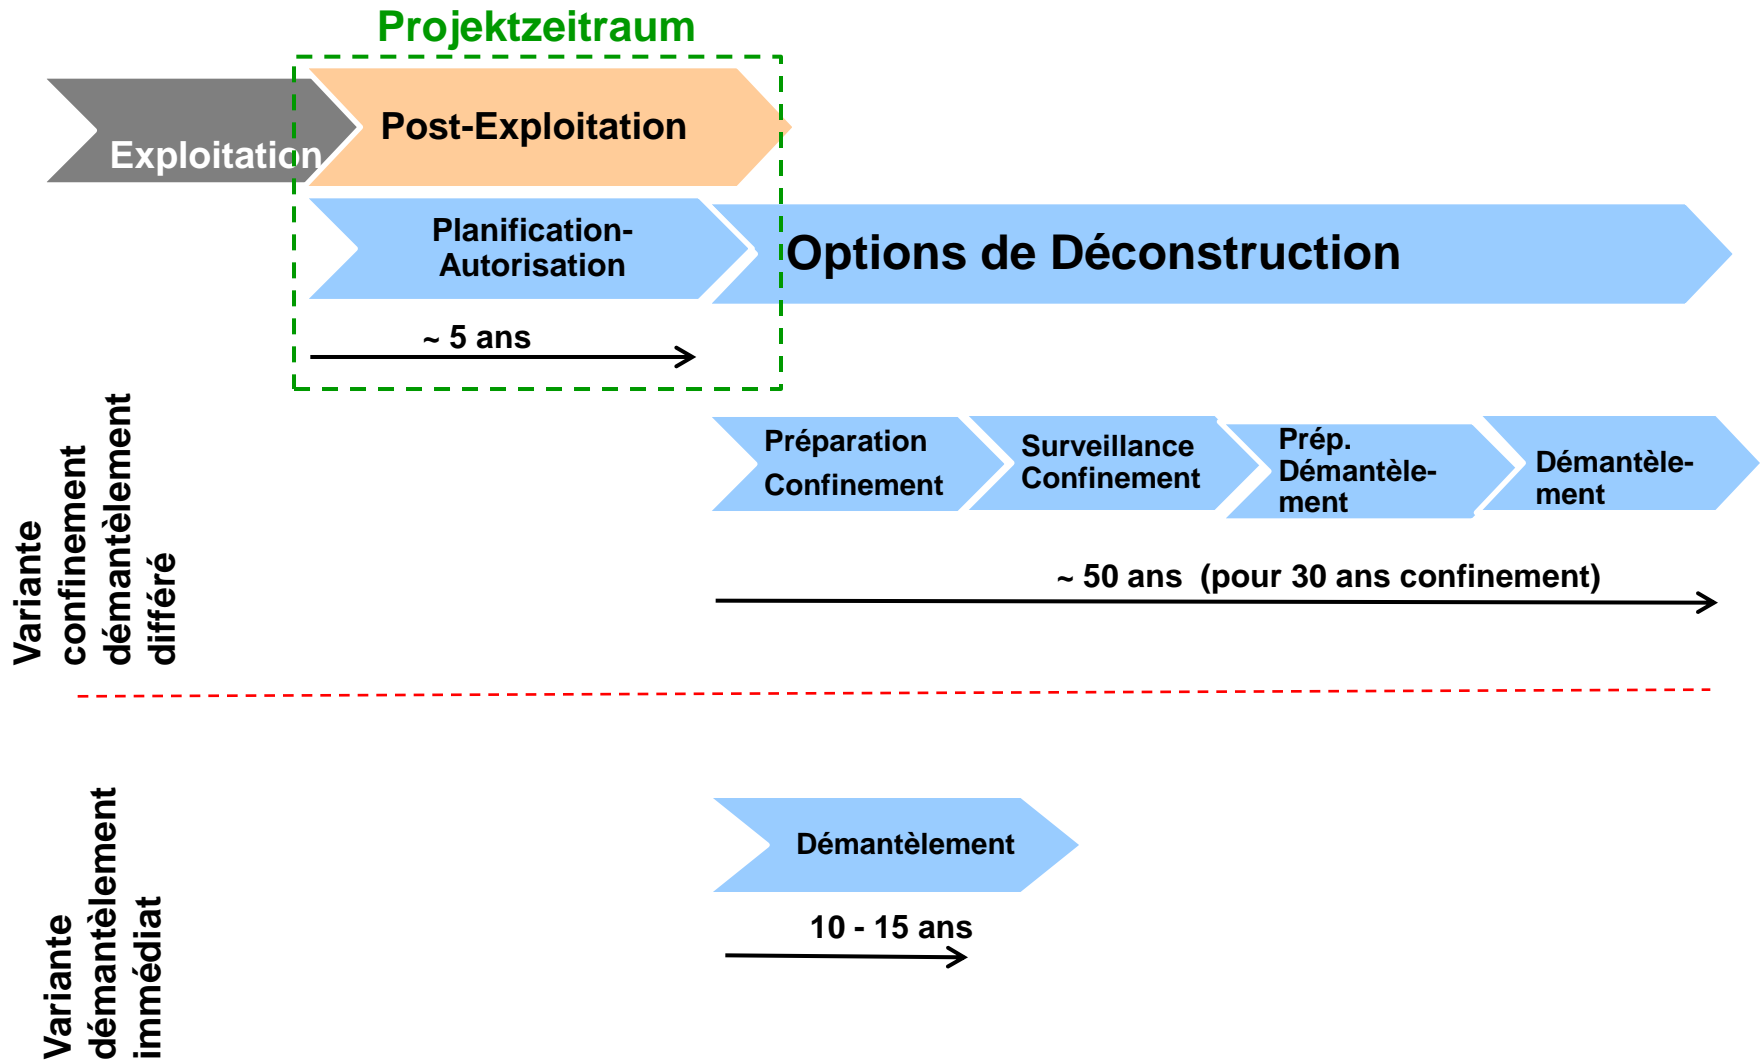 Projektzeitraum
Exploitation
Post-Exploitation
Planification-
Autorisation
Options de Déconstruction
~ 5 ans
Variante
confinement
démantèlement
différé
Préparation
Confinement
Surveillance
Confinement
Prép.
Démantèle-
ment
Démantèle-
ment
~ 50 ans  (pour 30 ans confinement)
Variante
démantèlement
immédiat
Démantèlement
10 - 15 ans